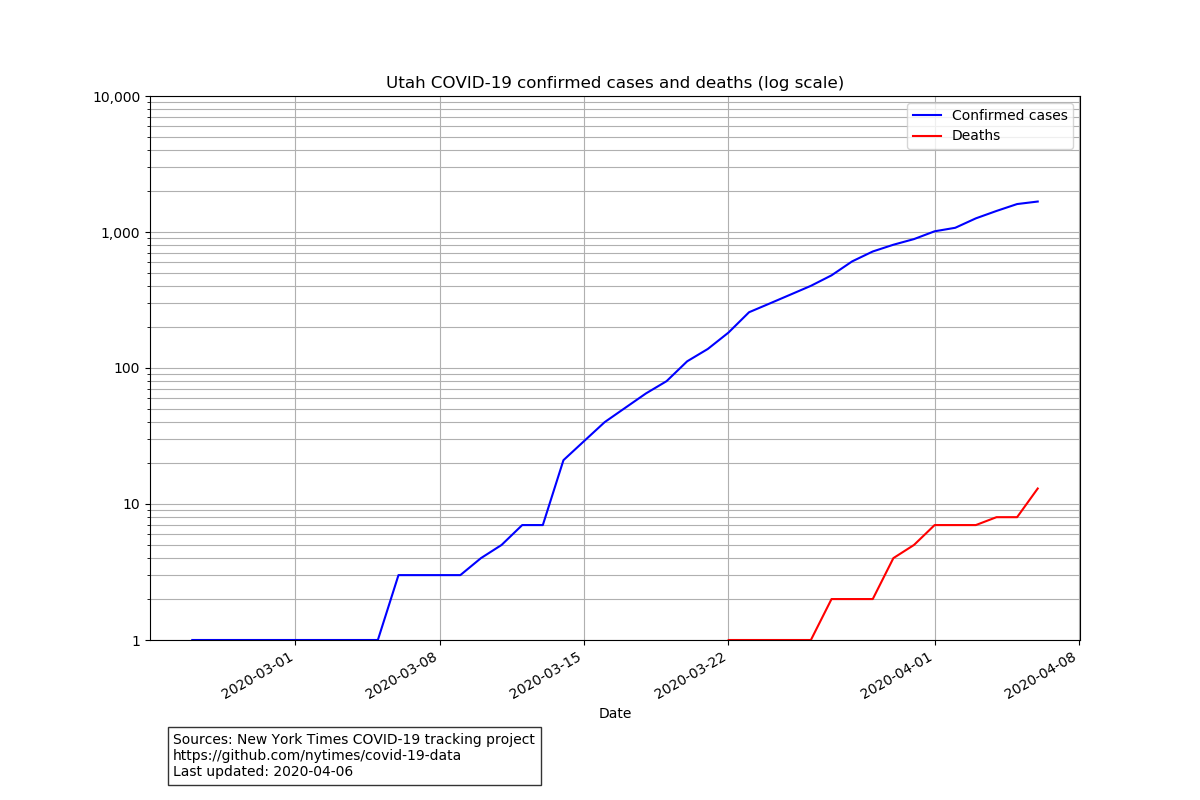 Utah COVID-19 confirmed cases and deaths (log scale)
10,000
1,000
100
10
1
Confirmed cases
Deaths
2020-03-01
2020-03-08
2020-03-15
2020-03-22
2020-04-01
2020-04-08
Date
Sources: New York Times COVID-19 tracking project
https://github.com/nytimes/covid-19-data
Last updated: 2020-04-06